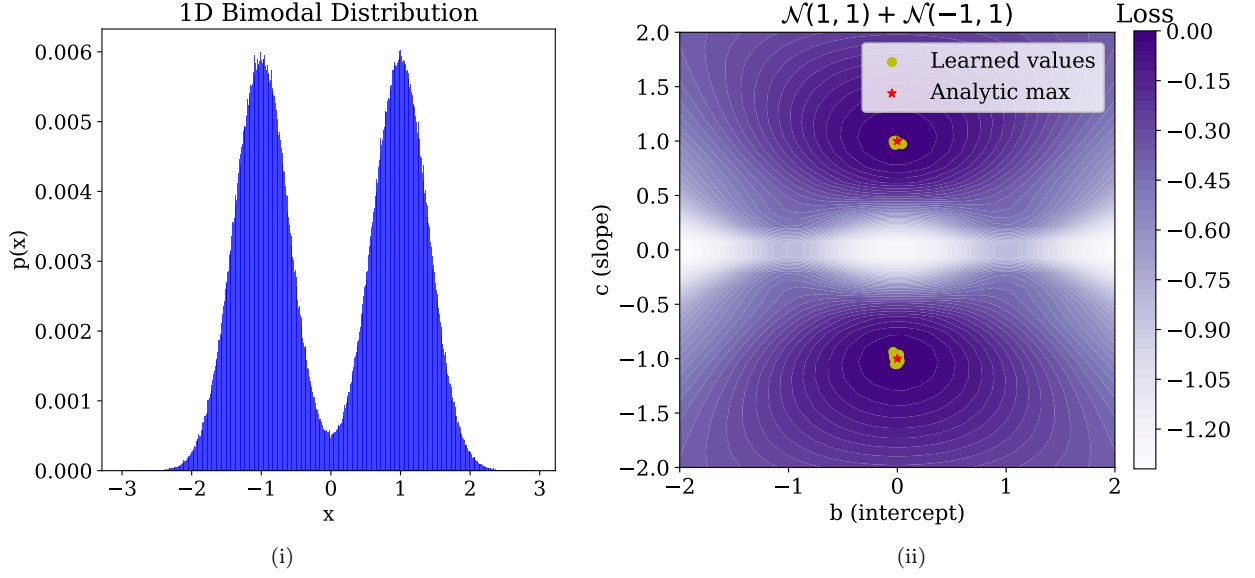 1D Bimodal Distribution
0.006
0.005
0.004
0.003
0.002
0.001
0.000
p(x)
−3 −2 −1 0 1 2 3
x
(i)
𝒩(1, 1) + 𝒩(−1, 1)
Learned values
Analytic max
2.0
1.5
1.0
0.5
0.0
−0.5
−1.0
−1.5
−2.0
c (slope)
−2 −1 0 1 2
b (intercept)
Loss
0.00
−0.15
−0.30
−0.45
−0.60
−0.75
−0.90
−1.05
−1.20
(ii)